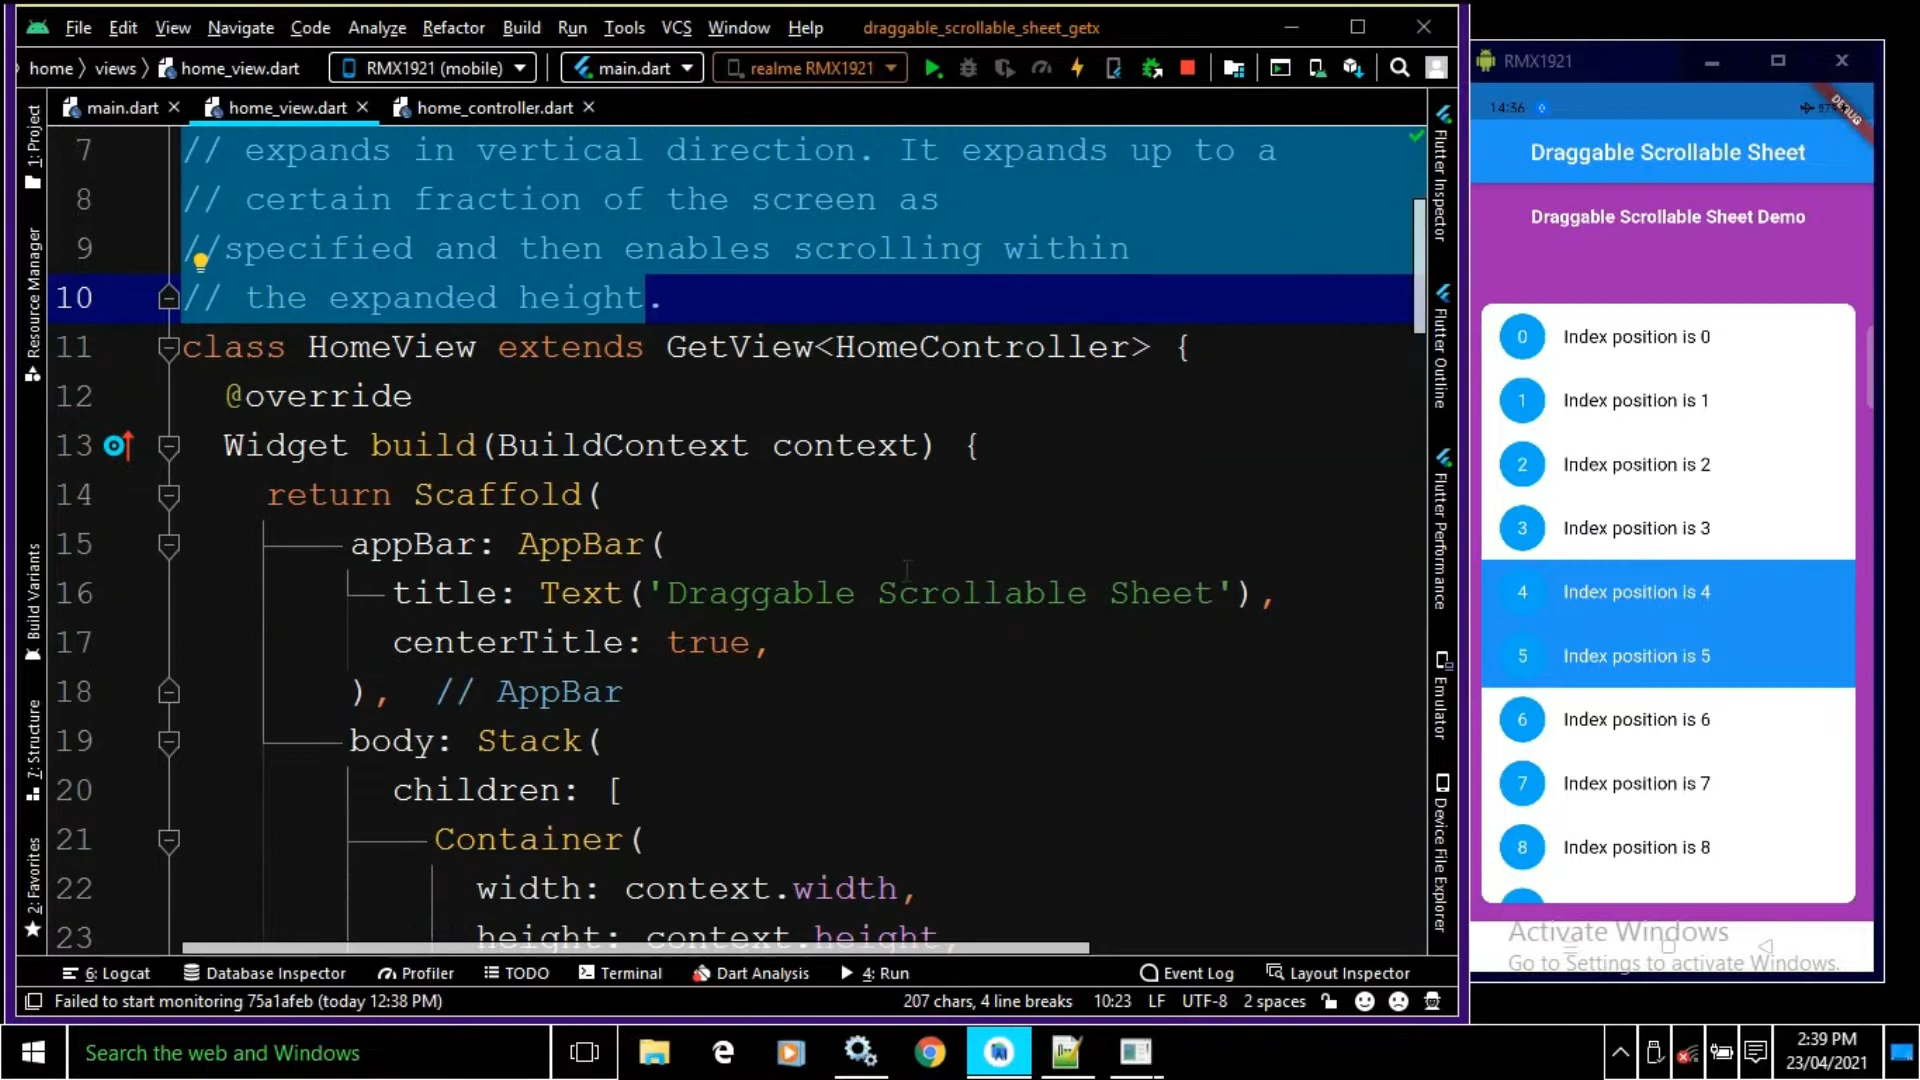 File Edit View Navigate Code Analyze Refactor Build Run Tools VCS Window Help draggable_scrollable_sheet_getx
home views home_view.dart RMX1921 (mobile) main.dart realme RMX1921
main.dart home_view.dart home_controller.dart
7 // expands in vertical direction. It expands up to a
8 // certain fraction of the screen as
9 //specified and then enables scrolling within
10 // the expanded height.
11 class HomeView extends GetView<HomeController> {
12 @override
13 Widget build(BuildContext context) {
14 return Scaffold(
15 appBar: AppBar(
16 title: Text('Draggable Scrollable Sheet'),
17 centerTitle: true,
18 ), // AppBar
19 body: Stack(
20 children: [
21 Container(
22 width: context.width,
23 height: context.height,
1: Project
Resource Manager
Build Variants
7: Structure
2: Favorites
Flutter Inspector
Flutter Outline
Flutter Performance
Emulator
Device File Explorer
6: Logcat Database Inspector Profiler TODO Terminal Dart Analysis 4: Run Event Log Layout Inspector
Failed to start monitoring 75a1afeb (today 12:38 PM) 207 chars, 4 line breaks 10:23 LF UTF-8 2 spaces
RMX1921
14:36
DEBUG
Draggable Scrollable Sheet
Draggable Scrollable Sheet Demo
0 Index position is 0
1 Index position is 1
2 Index position is 2
3 Index position is 3
4 Index position is 4
5 Index position is 5
6 Index position is 6
7 Index position is 7
8 Index position is 8
Activate Windows
Go to Settings to activate Windows.
Search the web and Windows
2:39 PM
23/04/2021